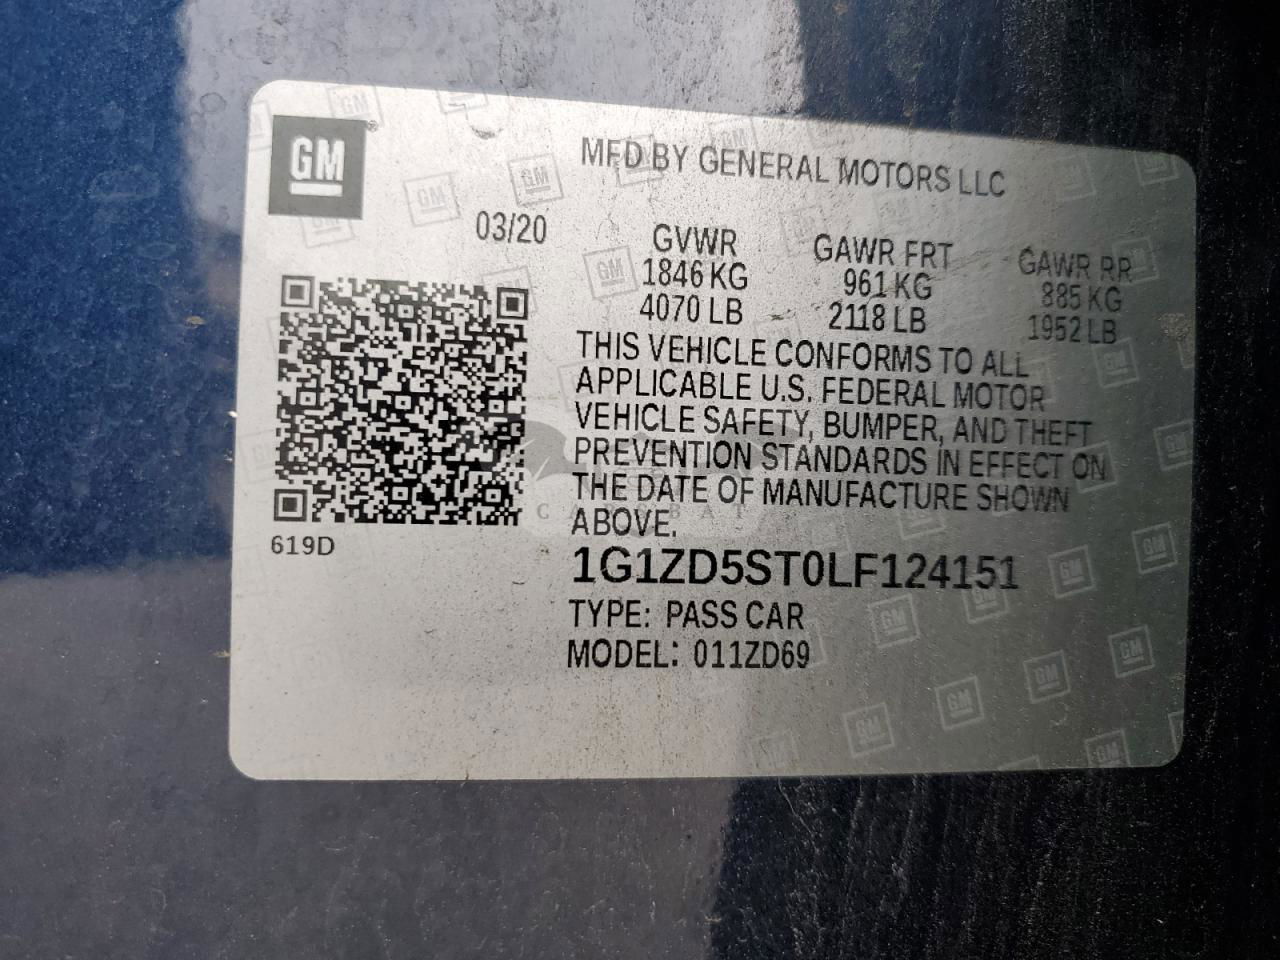 GM
MFD BY GENERAL MOTORS LLC
03/20
GVWR GAWR FRT GAWR RR
1846 KG 961 KG 885 KG
4070 LB 2118 LB 1952 LB
THIS VEHICLE CONFORMS TO ALL
APPLICABLE U.S. FEDERAL MOTOR
VEHICLE SAFETY, BUMPER, AND THEFT
PREVENTION STANDARDS IN EFFECT ON
THE DATE OF MANUFACTURE SHOWN
ABOVE.
619D
1G1ZD5ST0LF124151
TYPE: PASS CAR
MODEL: 011ZD69